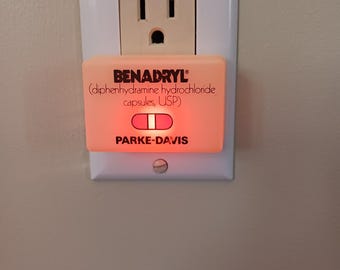 BENADRYL®
(diphenhydramine hydrochloride
capsules, USP)
PARKE-DAVIS